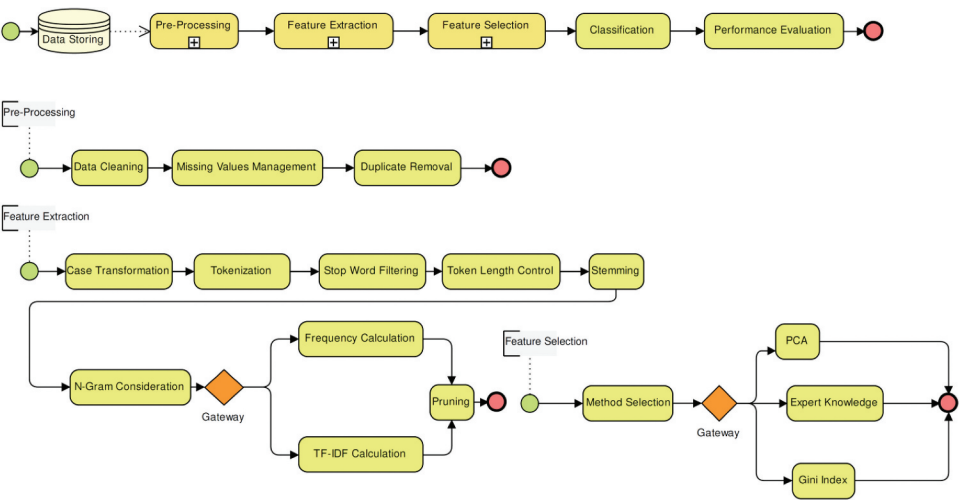 Data Storing
Pre-Processing
Feature Extraction
Feature Selection
Classification
Performance Evaluation
Pre-Processing
Data Cleaning
Missing Values Management
Duplicate Removal
Feature Extraction
Case Transformation
Tokenization
Stop Word Filtering
Token Length Control
Stemming
N-Gram Consideration
Gateway
Frequency Calculation
TF-IDF Calculation
Pruning
Feature Selection
Method Selection
Gateway
PCA
Expert Knowledge
Gini Index